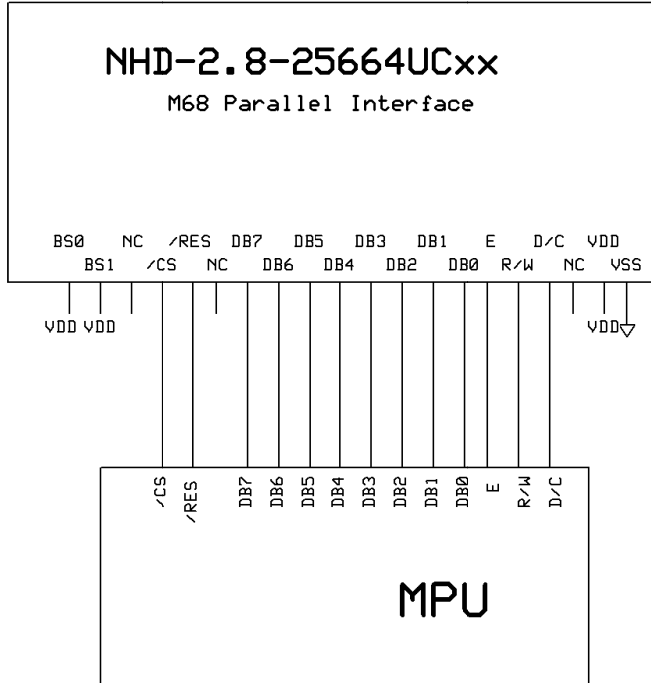 NHD-2.8-25664UCxx
M68 Parallel Interface
BS0 NC /RES DB7 DB5 DB3 DB1 E D/C VDD
BS1 /CS NC DB6 DB4 DB2 DB0 R/W NC VSS
VDD VDD VDD
/CS /RES DB7 DB6 DB5 DB4 DB3 DB2 DB1 DB0 E R/W D/C
MPU